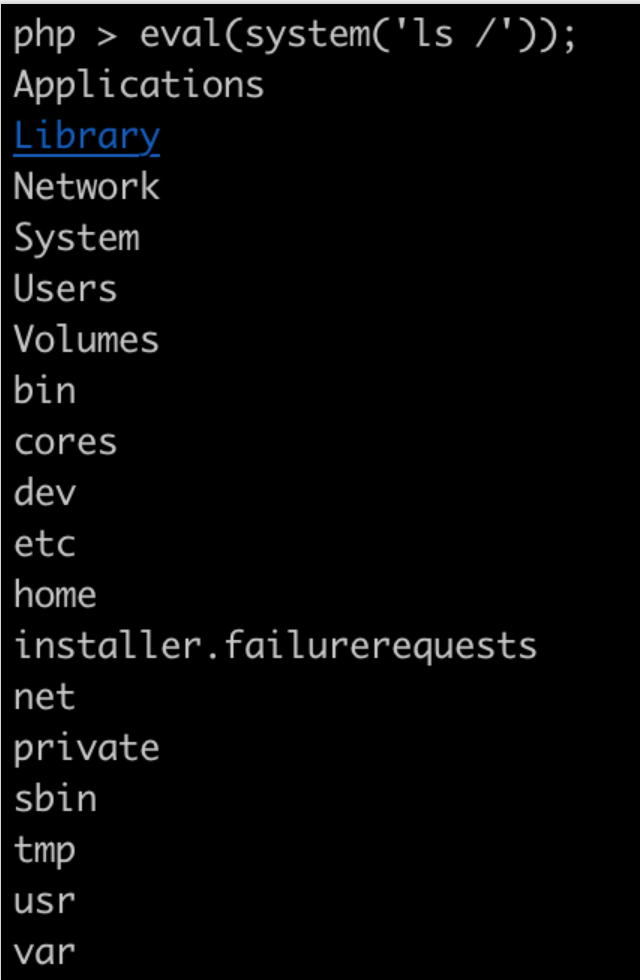 php > eval(system('ls /'));
Applications
Library
Network
System
Users
Volumes
bin
cores
dev
etc
home
installer.failurerequests
net
private
sbin
tmp
usr
var